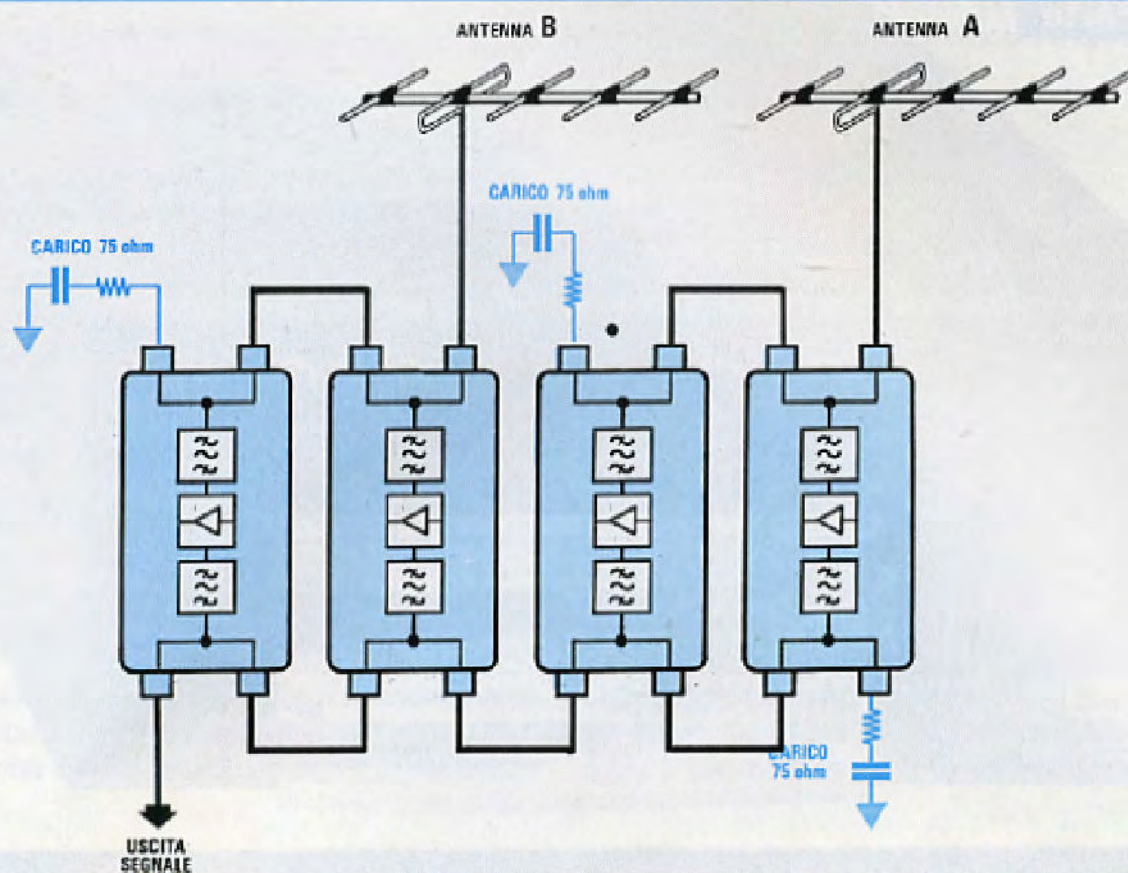 ANTENNA B
ANTENNA A
CARICO 75 ohm
CARICO 75 ohm
CARICO
75 ohm
USCITA
SEGNALE